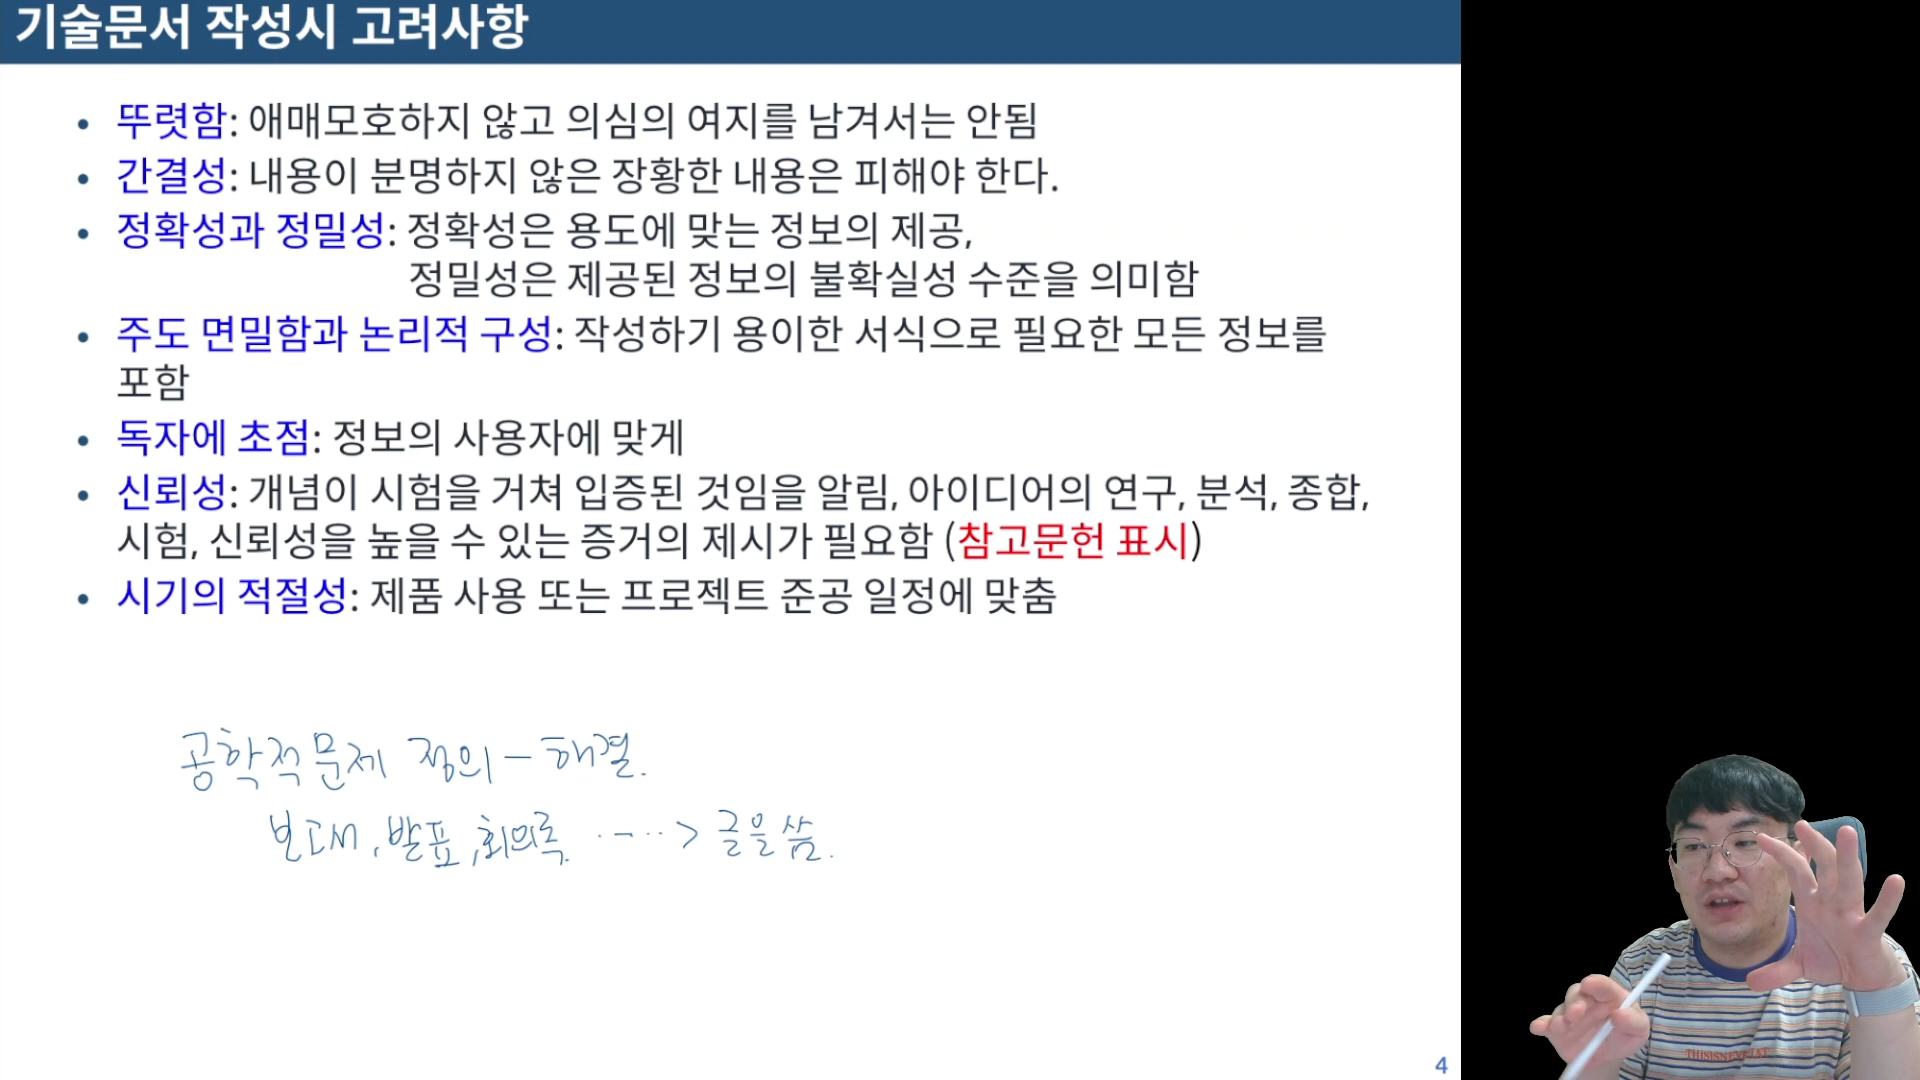 기술문서 작성시 고려사항
• 뚜렷함: 애매모호하지 않고 의심의 여지를 남겨서는 안됨
• 간결성: 내용이 분명하지 않은 장황한 내용은 피해야 한다.
• 정확성과 정밀성: 정확성은 용도에 맞는 정보의 제공,
정밀성은 제공된 정보의 불확실성 수준을 의미함
• 주도 면밀함과 논리적 구성: 작성하기 용이한 서식으로 필요한 모든 정보를
포함
• 독자에 초점: 정보의 사용자에 맞게
• 신뢰성: 개념이 시험을 거쳐 입증된 것임을 알림, 아이디어의 연구, 분석, 종합,
시험, 신뢰성을 높을 수 있는 증거의 제시가 필요함 (참고문헌 표시)
• 시기의 적절성: 제품 사용 또는 프로젝트 준공 일정에 맞춤
공학적 문제 정의 - 해결.
보고서, 발표, 회의록 ..-..> 글을 씀.
4